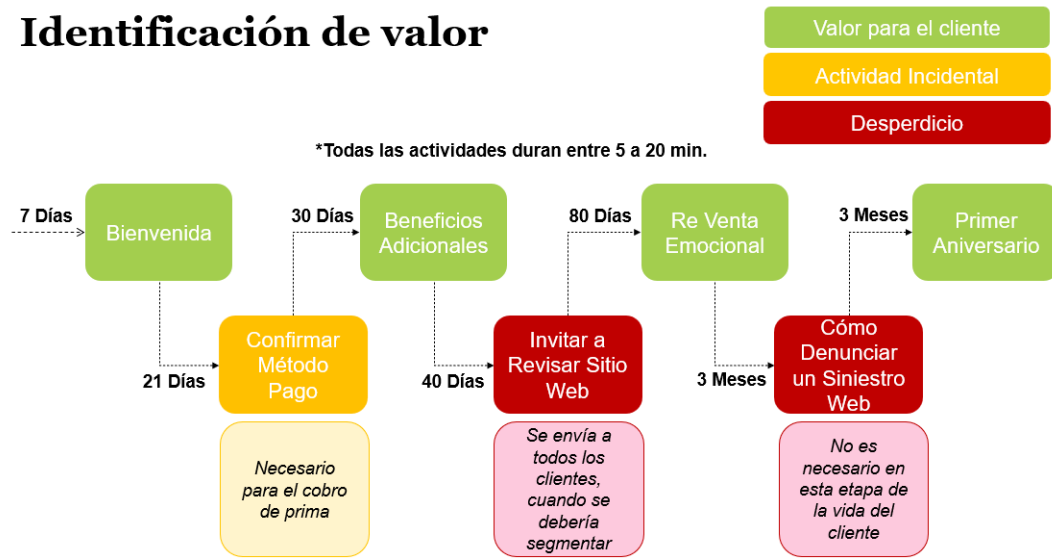 Identificación de valor
Valor para el cliente
Actividad Incidental
Desperdicio
*Todas las actividades duran entre 5 a 20 min.
7 Días
Bienvenida
21 Días
Confirmar
Método
Pago
Necesario
para el cobro
de prima
30 Días
Beneficios
Adicionales
40 Días
Invitar a
Revisar Sitio
Web
Se envía a
todos los
clientes,
cuando se
debería
segmentar
80 Días
Re Venta
Emocional
3 Meses
Cómo
Denunciar
un Siniestro
Web
No es
necesario en
esta etapa de
la vida del
cliente
3 Meses
Primer
Aniversario